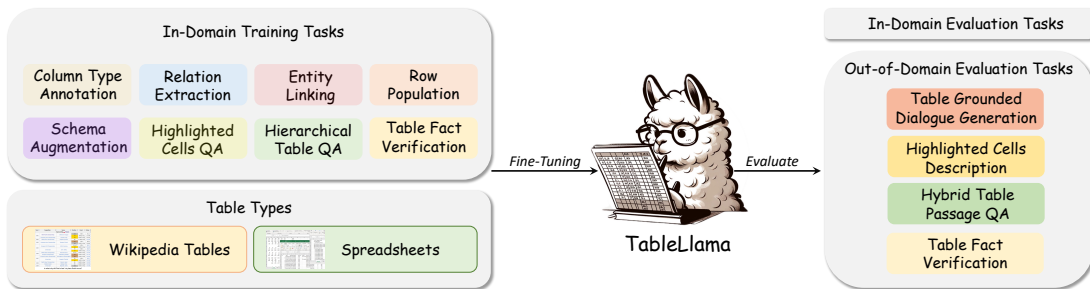 In-Domain Training Tasks
Column Type
Annotation
Relation
Extraction
Entity
Linking
Row
Population
Schema
Augmentation
Highlighted
Cells QA
Hierarchical
Table QA
Table Fact
Verification
Table Types
Wikipedia Tables
Spreadsheets
Fine-Tuning
TableLlama
Evaluate
In-Domain Evaluation Tasks
Out-of-Domain Evaluation Tasks
Table Grounded
Dialogue Generation
Highlighted Cells
Description
Hybrid Table
Passage QA
Table Fact
Verification